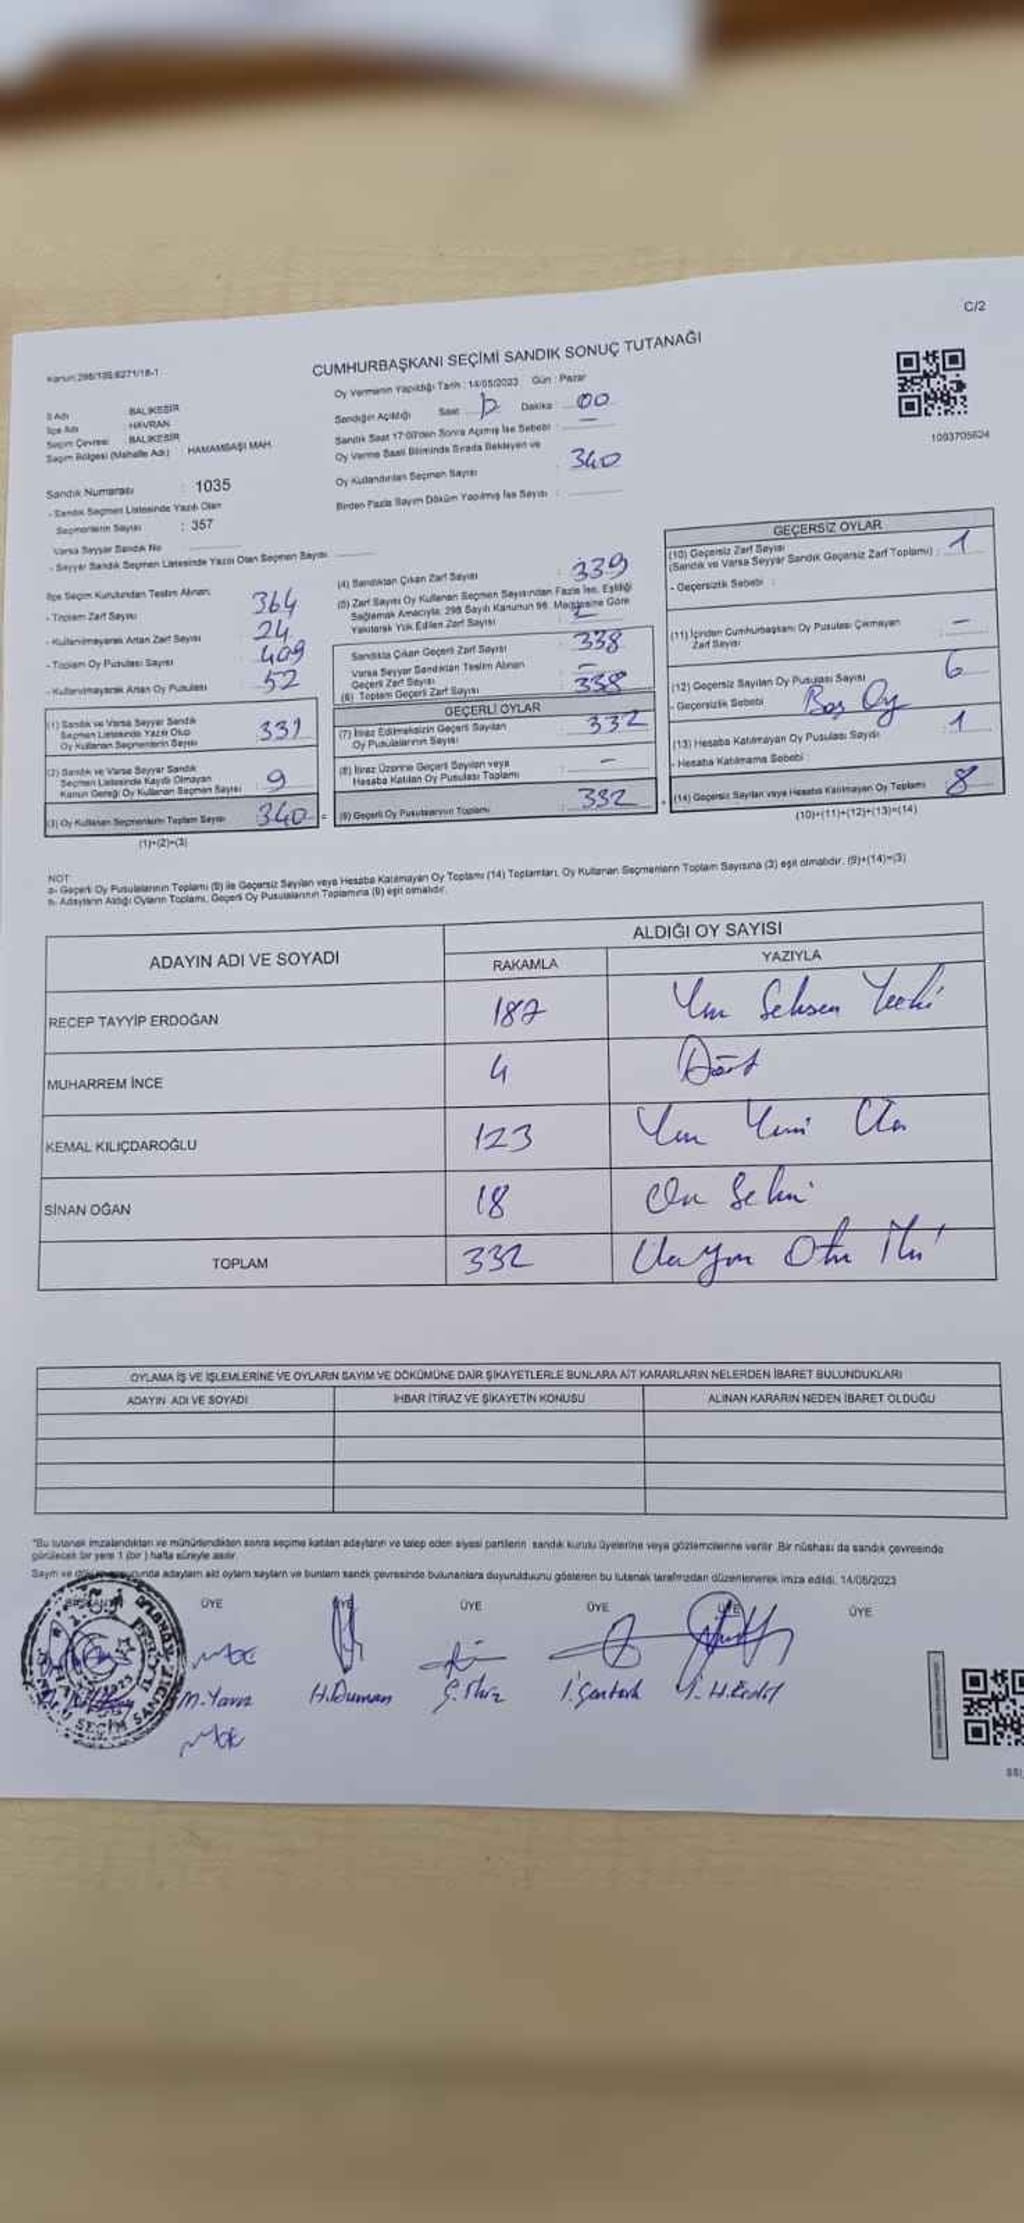 C/2
Kanun:298/105,6271/18-1
CUMHURBAŞKANI SEÇİMİ SANDIK SONUÇ TUTANAĞI
Oy Vermenin Yapıldığı Tarih : 14/05/2023 Gün : Pazar
İl Adı : BALIKESİR
İlçe Adı : HAVRAN
Seçim Çevresi : BALIKESİR
Seçim Bölgesi (Mahalle Adı) : HAMAMBAŞI MAH.
Sandığın Açıldığı Saat : Dakika : 00
Sandık Saat 17:00'den Sonra Açılmış İse Sebebi : -
Oy Verme Saati Bitiminde Sırada Bekleyen ve
Oy Kullandırılan Seçmen Sayısı : 340
Birden Fazla Sayım Döküm Yapılmış İse Sayısı :
1093705624
Sandık Numarası : 1035
- Sandık Seçmen Listesinde Yazılı Olan
Seçmenlerin Sayısı : 357
Varsa Seyyar Sandık No
- Seyyar Sandık Seçmen Listesinde Yazılı Olan Seçmen Sayısı
İlçe Seçim Kurulundan Teslim Alınan;
- Toplam Zarf Sayısı : 364
- Kullanılmayarak Artan Zarf Sayısı : 24
- Toplam Oy Pusulası Sayısı : 409
- Kullanılmayarak Artan Oy Pusulası : 52
(1) Sandık ve Varsa Seyyar Sandık
Seçmen Listesinde Yazılı Olup
Oy Kullanan Seçmenlerin Sayısı : 331
(2) Sandık ve Varsa Seyyar Sandık
Seçmen Listesinde Kayıtlı Olmayan
Kanun Gereği Oy Kullanan Seçmen Sayısı : 9
(3) Oy Kullanan Seçmenlerin Toplam Sayısı : 340
(1)+(2)=(3)
(4) Sandıktan Çıkan Zarf Sayısı : 339
(5) Zarf Sayısı Oy Kullanan Seçmen Sayısından Fazla İse, Eşitliği
Sağlamak Amacıyla, 298 Sayılı Kanunun 98. Maddesine Göre
Yakılarak Yok Edilen Zarf Sayısı
Sandıkta Çıkan Geçerli Zarf Sayısı : 338
Varsa Seyyar Sandıktan Teslim Alınan
Geçerli Zarf Sayısı : -
(6) Toplam Geçerli Zarf Sayısı : 338
GEÇERLİ OYLAR
(7) İtiraz Edilmeksizin Geçerli Sayılan
Oy Pusulalarının Sayısı : 332
(8) İtiraz Üzerine Geçerli Sayılan veya
Hesaba Katılan Oy Pusulası Toplamı : -
(9) Geçerli Oy Pusulalarının Toplamı : 332
GEÇERSİZ OYLAR
(10) Geçersiz Zarf Sayısı
(Sandık ve Varsa Seyyar Sandık Geçersiz Zarf Toplamı) : 1
- Geçersizlik Sebebi :
(11) İçinden Cumhurbaşkanı Oy Pusulası Çıkmayan
Zarf Sayısı : -
(12) Geçersiz Sayılan Oy Pusulası Sayısı : 6
- Geçersizlik Sebebi : Boş Oy
(13) Hesaba Katılmayan Oy Pusulası Sayısı : 1
- Hesaba Katılmama Sebebi :
(14) Geçersiz Sayılan veya Hesaba Katılmayan Oy Toplamı : 8
(10)+(11)+(12)+(13)=(14)
NOT:
a- Geçerli Oy Pusulalarının Toplamı (9) ile Geçersiz Sayılan veya Hesaba Katılmayan Oy Toplamı (14) Toplamları, Oy Kullanan Seçmenlerin Toplam Sayısına (3) eşit olmalıdır. (9)+(14)=(3)
b- Adayların Aldığı Oyların Toplamı, Geçerli Oy Pusulalarının Toplamına (9) eşit olmalıdır.
ADAYIN ADI VE SOYADI ALDIĞI OY SAYISI
RAKAMLA YAZIYLA
RECEP TAYYİP ERDOĞAN 187 Yüz Seksen Yedi
MUHARREM İNCE 4 Dört
KEMAL KILIÇDAROĞLU 123 Yüz Yirmi Üç
SİNAN OĞAN 18 On Sekiz
TOPLAM 332 Üçyüz Otuz İki
OYLAMA İŞ VE İŞLEMLERİNE VE OYLARIN SAYIM VE DÖKÜMÜNE DAİR ŞİKAYETLERLE BUNLARA AİT KARARLARIN NELERDEN İBARET BULUNDUKLARI
ADAYIN ADI VE SOYADI İHBAR İTİRAZ VE ŞİKAYETİN KONUSU ALINAN KARARIN NEDEN İBARET OLDUĞU
"Bu tutanak imzalandıktan ve mühürlendikten sonra seçime katılan adayların ve talep eden siyasi partilerin sandık kurulu üyelerine veya gözlemcilerine verilir. Bir nüshası da sandık çevresinde
görülecek bir yere 1 (bir ) hafta süreyle asılır.
Sayım ve sonucunda adayların aldı oyların sayıların ve bunların sandık çevresinde bulunanlara duyurulduunu gösteren bu tutanak tarafımızdan düzenlenerek imza edildi. 14/05/2023
ÜYE ÜYE ÜYE ÜYE ÜYE ÜYE
H.Duman